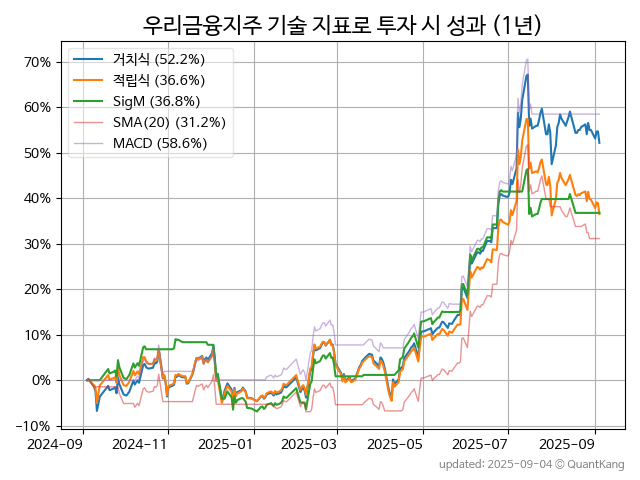 우리금융지주 기술 지표로 투자 시 성과 (1년)
70%
60%
50%
40%
30%
20%
10%
0%
−10%
거치식 (52.2%)
적립식 (36.6%)
SigM (36.8%)
SMA(20) (31.2%)
MACD (58.6%)
2024-09
2024-11
2025-01
2025-03
2025-05
2025-07
2025-09
updated: 2025-09-04 © QuantKang